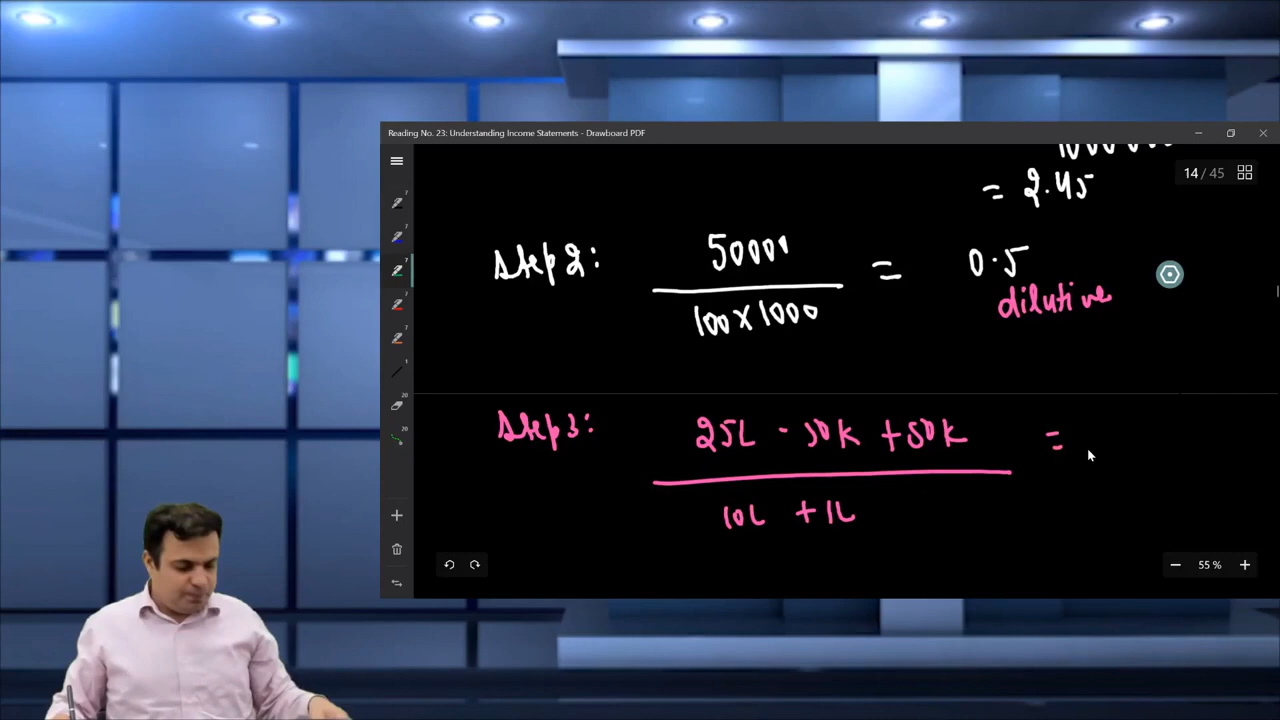 Reading No. 23: Understanding Income Statements - Drawboard PDF
14 / 45
= 2.45
Step 2: 50000 = 0.5
100 x 1000
dilutive
Step 3: 25L - 50K + 50K =
10L + 1L
55 %